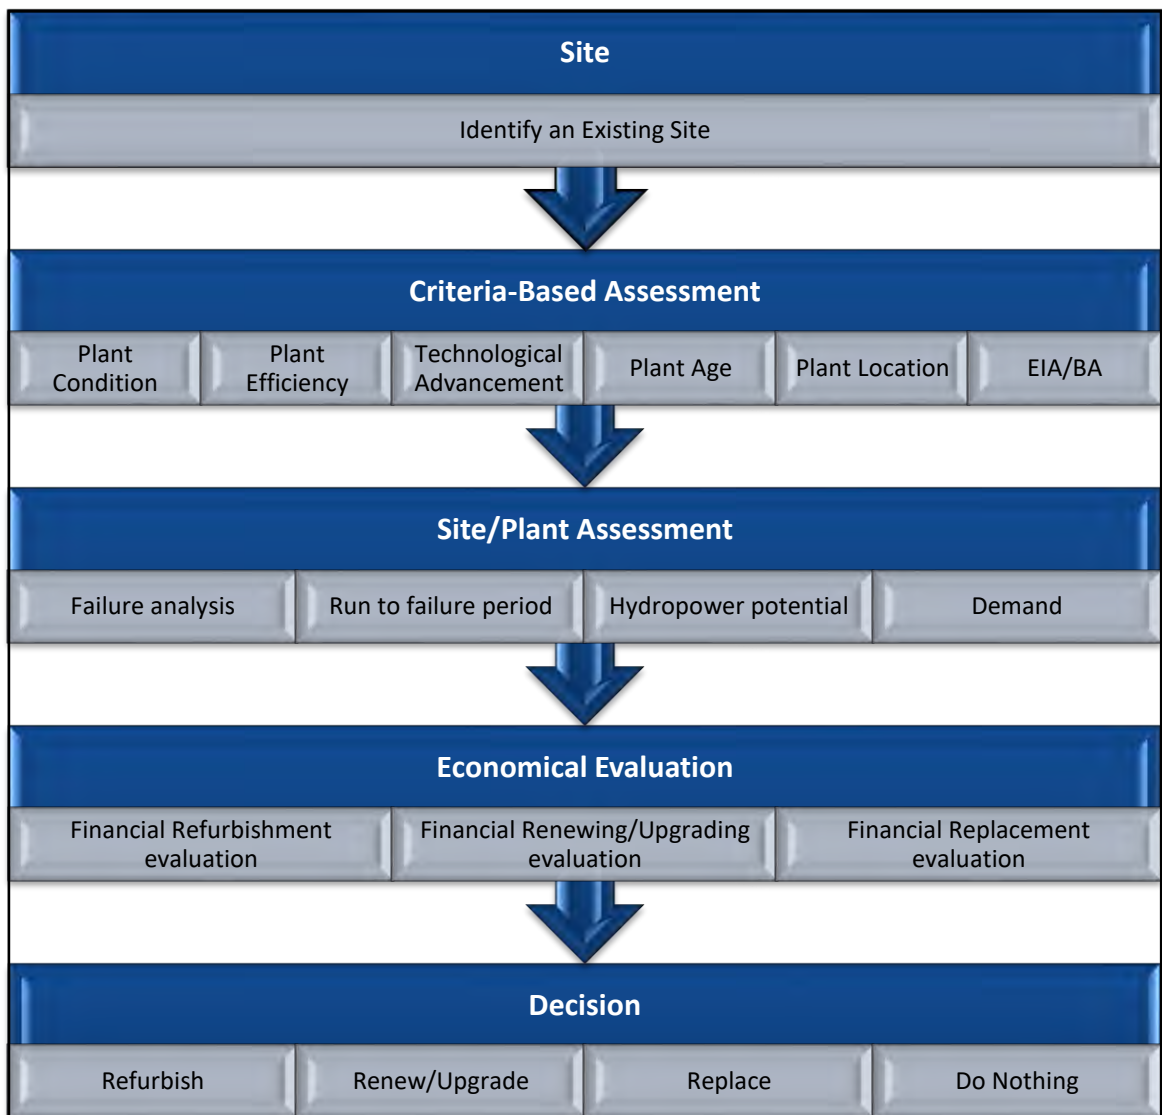 Site
Identify an Existing Site
Criteria-Based Assessment
Plant
Condition
Plant
Efficiency
Technological
Advancement
Plant Age
Plant Location
EIA/BA
Site/Plant Assessment
Failure analysis
Run to failure period
Hydropower potential
Demand
Economical Evaluation
Financial Refurbishment
evaluation
Financial Renewing/Upgrading
evaluation
Financial Replacement
evaluation
Decision
Refurbish
Renew/Upgrade
Replace
Do Nothing